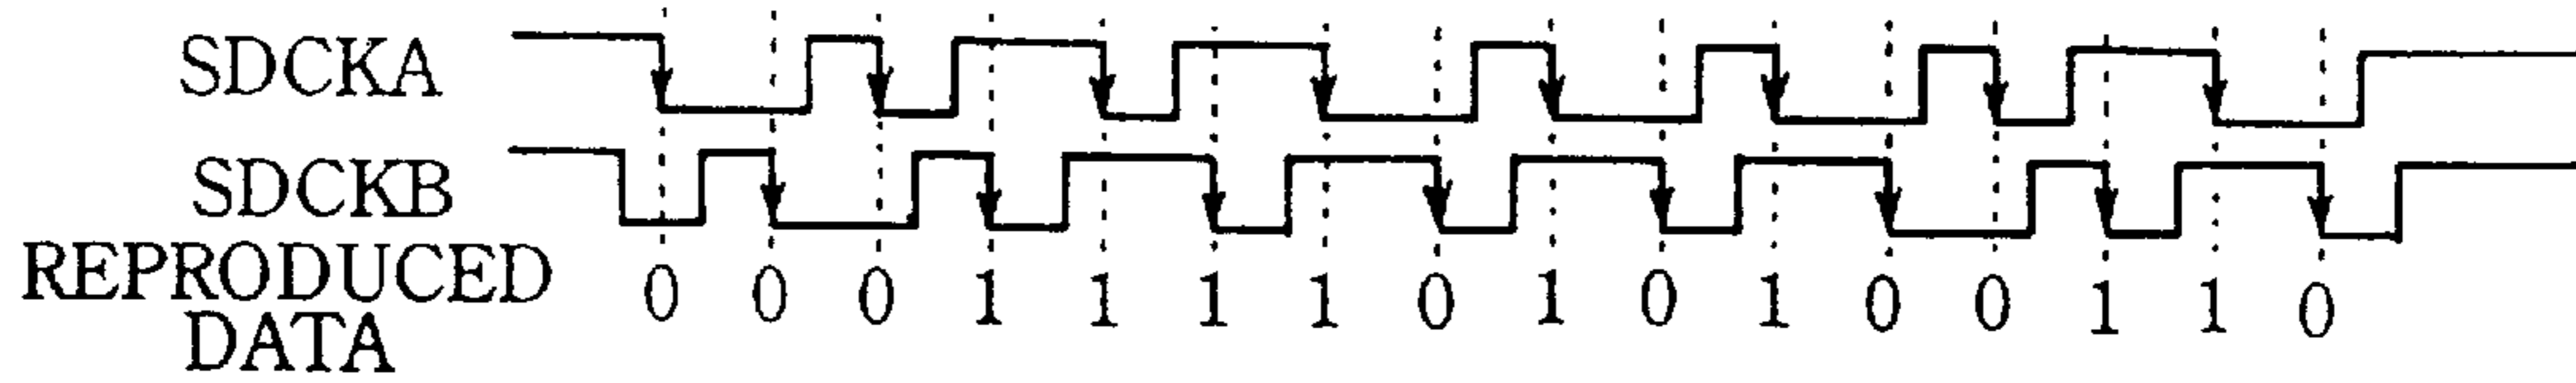 SDCKA
SDCKB
REPRODUCED
DATA
0 0 0 1 1 1 1 0 1 0 1 0 0 1 1 0